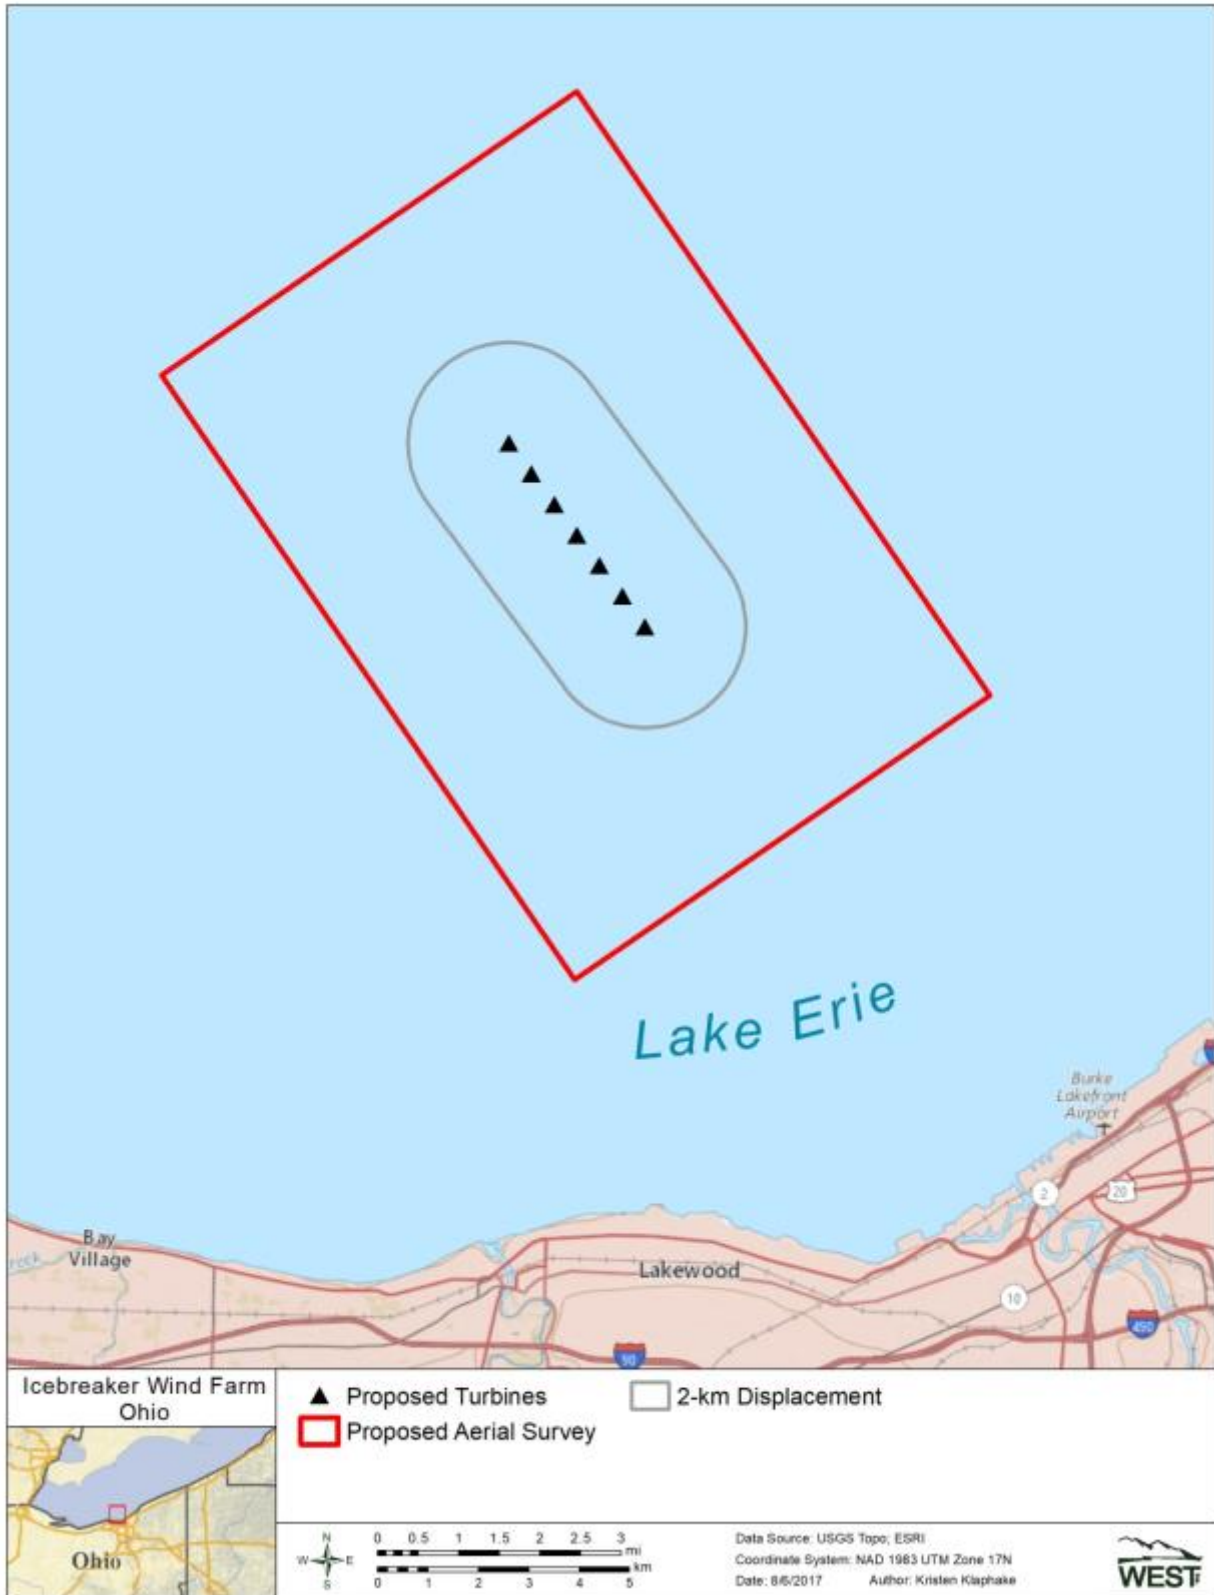 Lake Erie
Burke
Lakefront
Airport
2
20
Bay
Village
Lakewood
10
90
490
Icebreaker Wind Farm
Ohio
Proposed Turbines
2-km Displacement
Proposed Aerial Survey
Ohio
N
W E
S
0 0.5 1 1.5 2 2.5 3
mi
km
0 1 2 3 4 5
Data Source: USGS Topo; ESRI
Coordinate System: NAD 1983 UTM Zone 17N
Date: 8/6/2017 Author: Kristen Klaphake
WEST